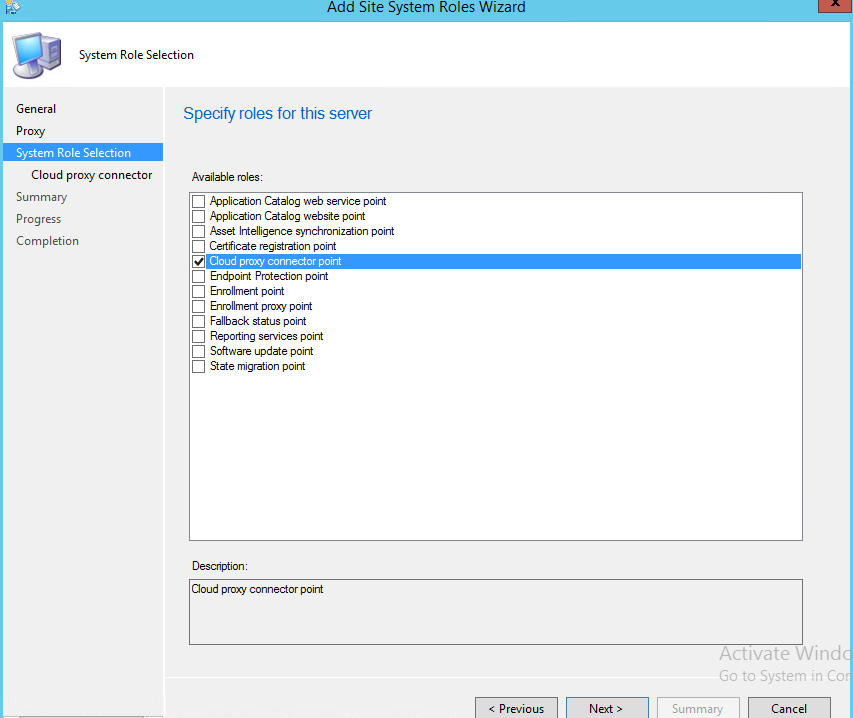 Add Site System Roles Wizard
x
System Role Selection
General
Proxy
System Role Selection
Cloud proxy connector
Summary
Progress
Completion
Specify roles for this server
Available roles:
Application Catalog web service point
Application Catalog website point
Asset Intelligence synchronization point
Certificate registration point
Cloud proxy connector point
Endpoint Protection point
Enrollment point
Enrollment proxy point
Fallback status point
Reporting services point
Software update point
State migration point
Description:
Cloud proxy connector point
Activate Windo
Go to System in Con
< Previous
Next >
Summary
Cancel